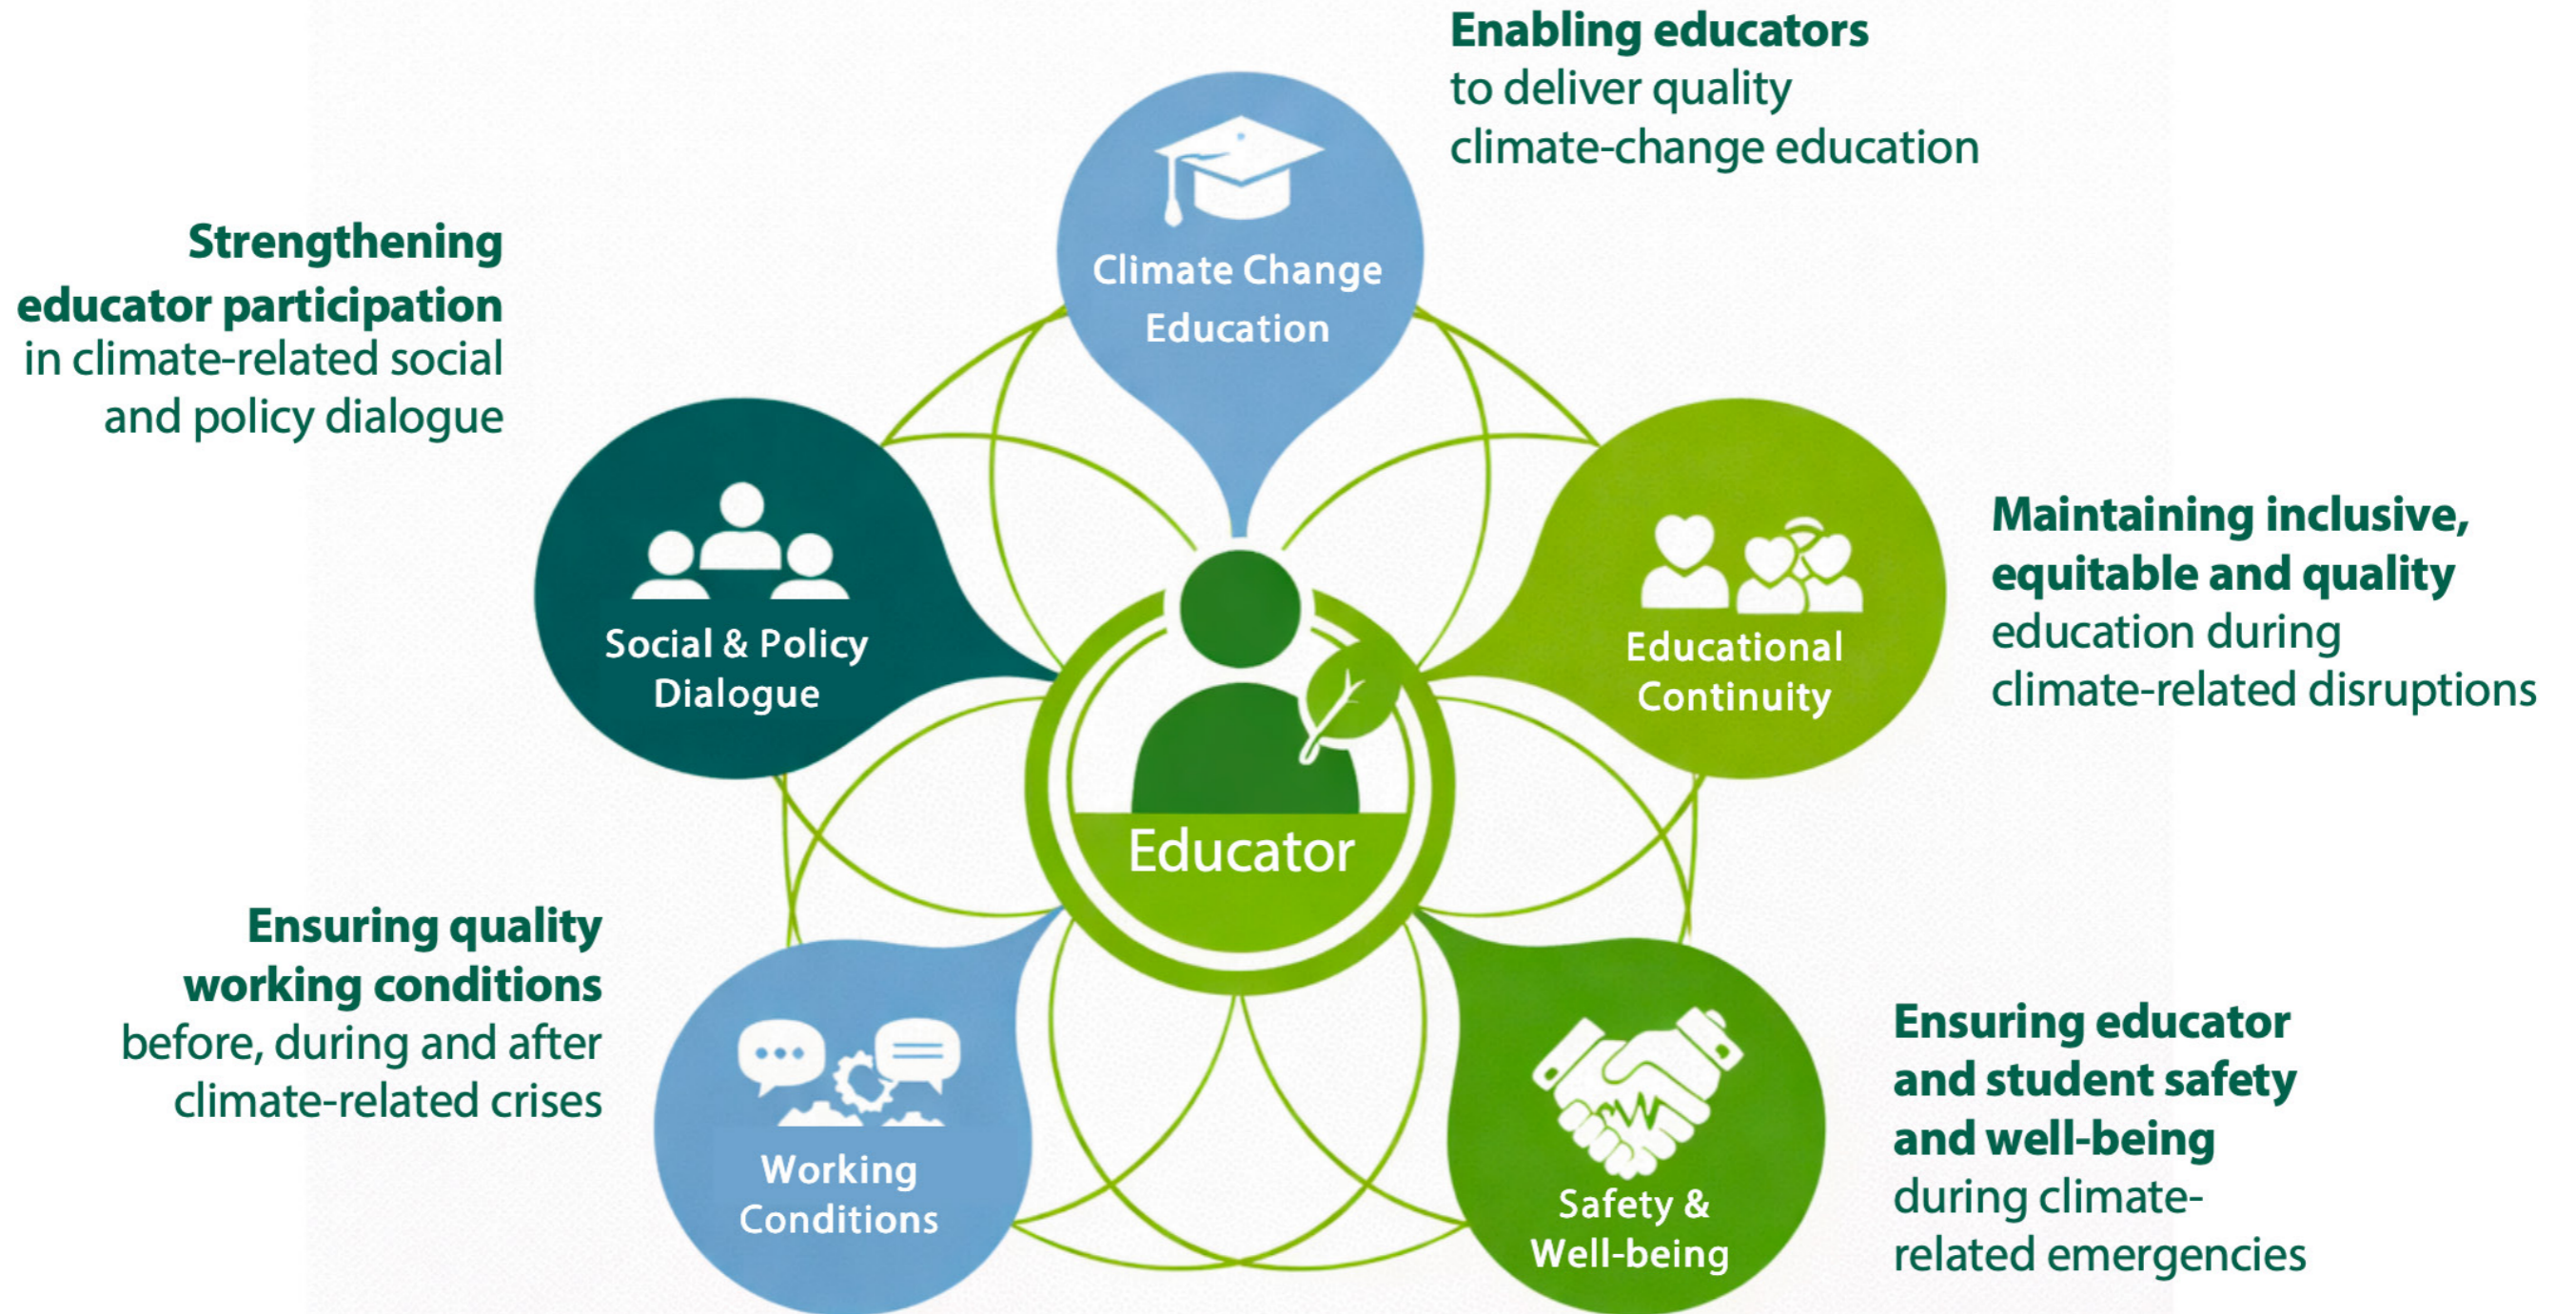 Enabling educators
to deliver quality
climate-change education
Climate Change
Education
Strengthening
educator participation
in climate-related social
and policy dialogue
Social & Policy
Dialogue
Educational
Continuity
Maintaining inclusive,
equitable and quality
education during
climate-related disruptions
Educator
Ensuring quality
working conditions
before, during and after
climate-related crises
Working
Conditions
Safety &
Well-being
Ensuring educator
and student safety
and well-being
during climate-
related emergencies